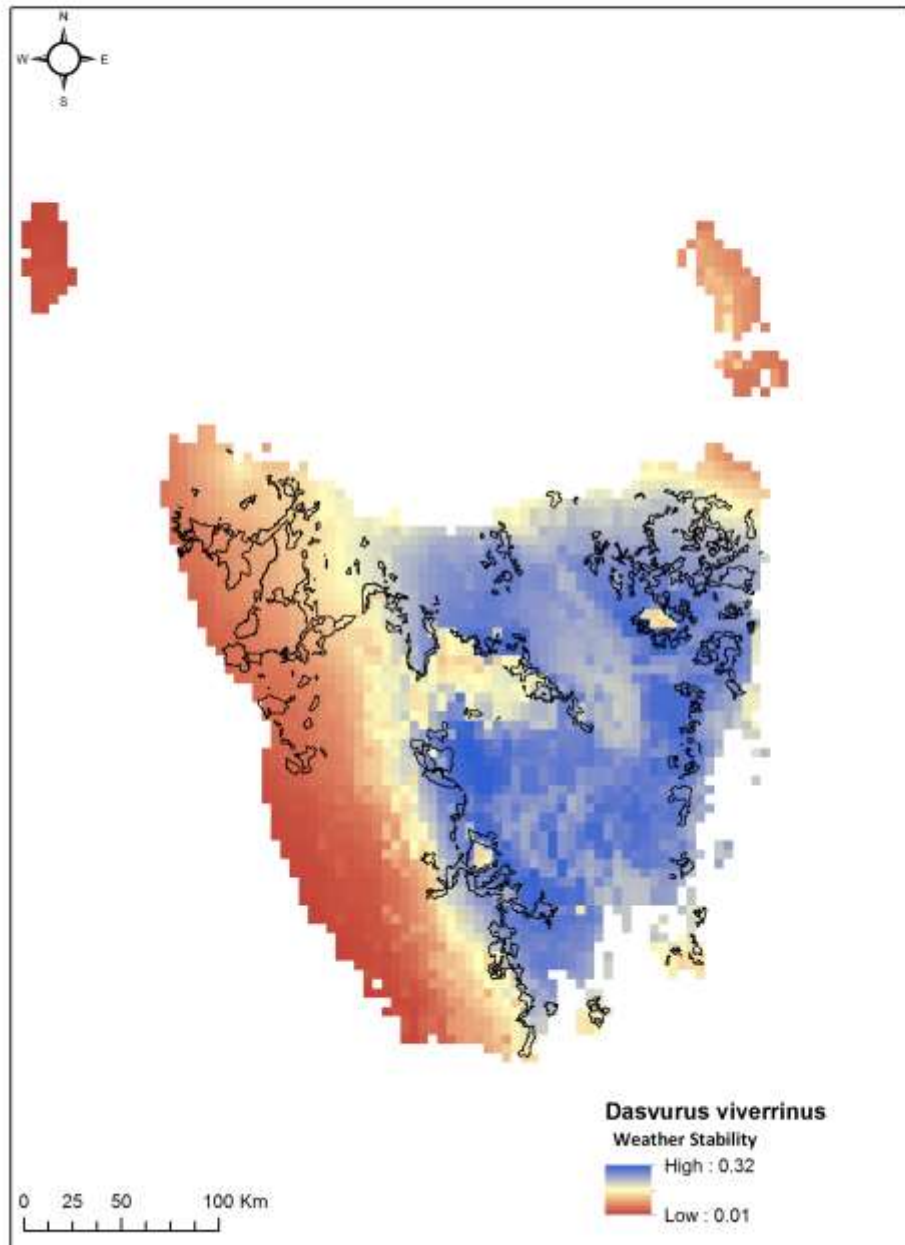 N
W E
S
Dasvurus viverrinus
Weather Stability
High : 0.32
Low : 0.01
0 25 50 100 Km